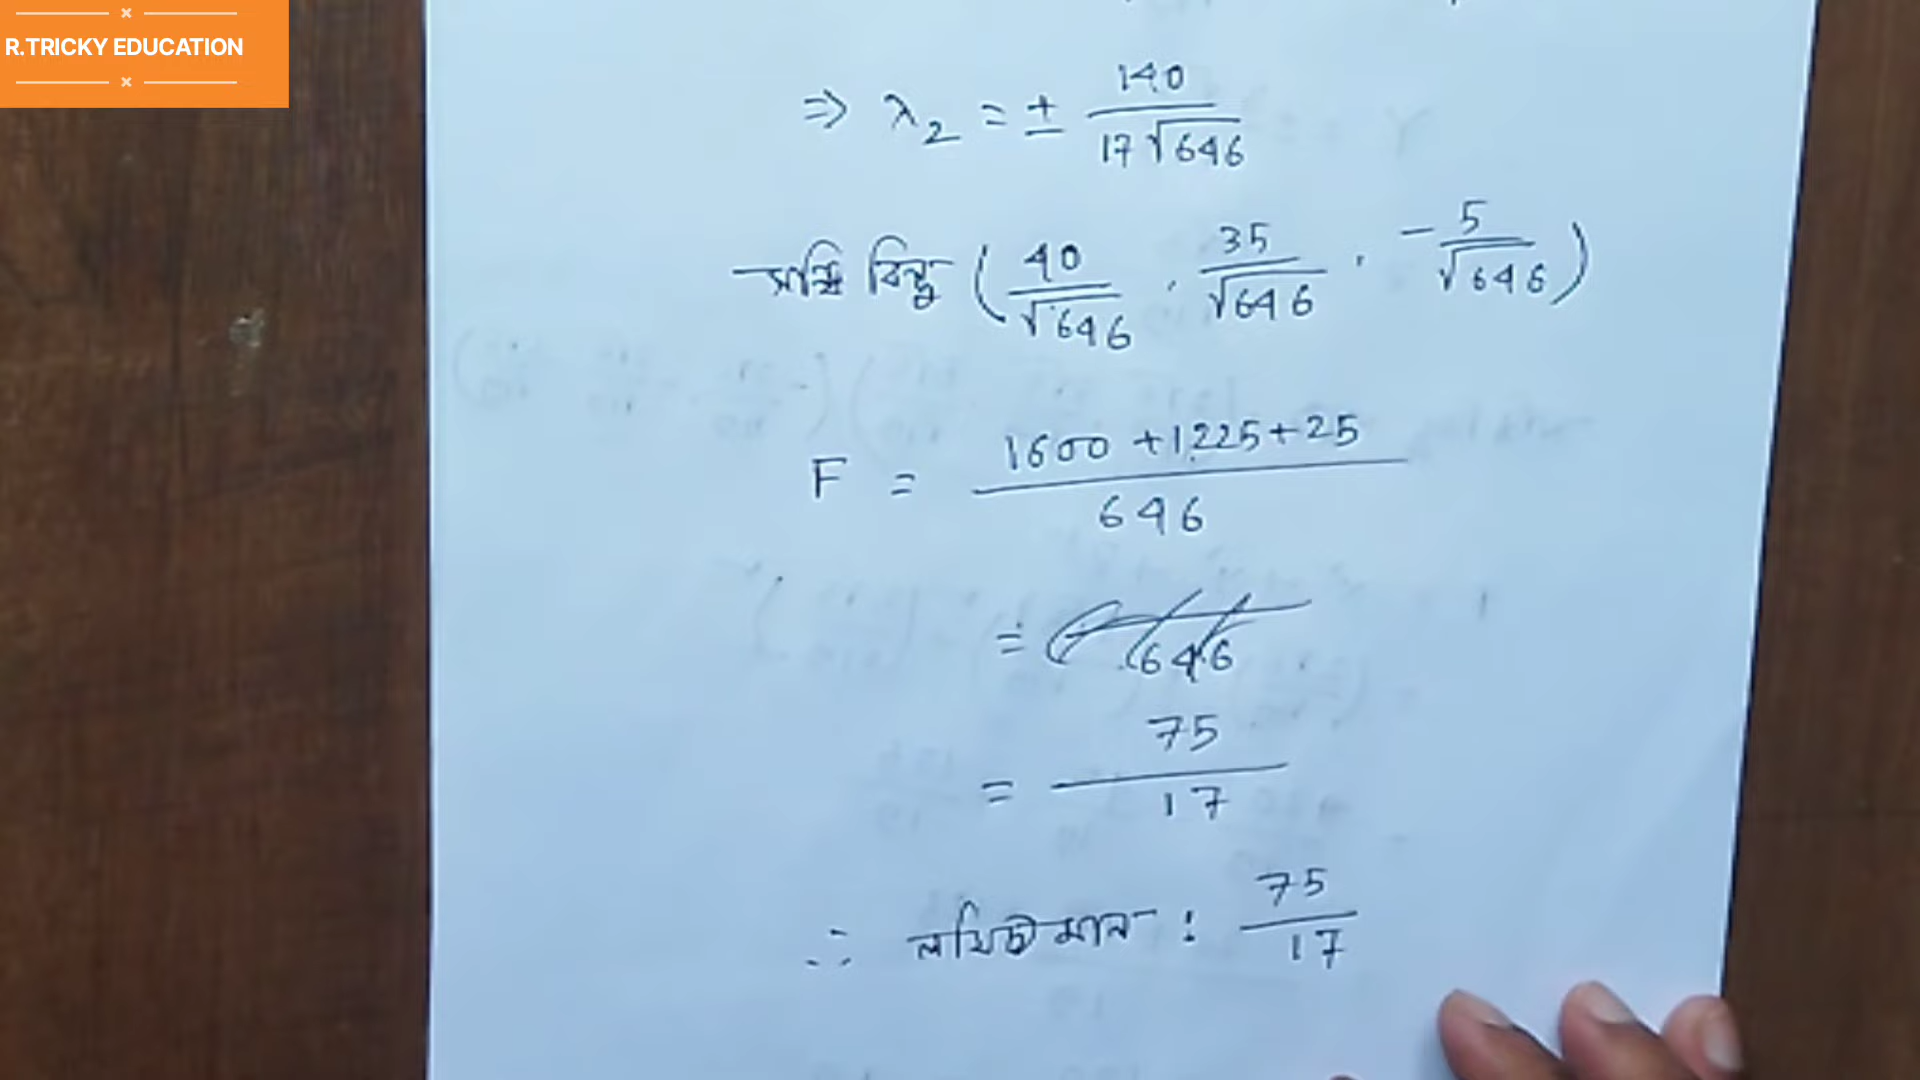 R.TRICKY EDUCATION
⇒ λ₂ = ± 140 / 17√646
সন্ধি বিন্দু (40/√646 , 35/√646 , -5/√646)
F = 1600 + 1225 + 25 / 646
= 646
= 75 / 17
∴ লঘিষ্ট মান : 75 / 17